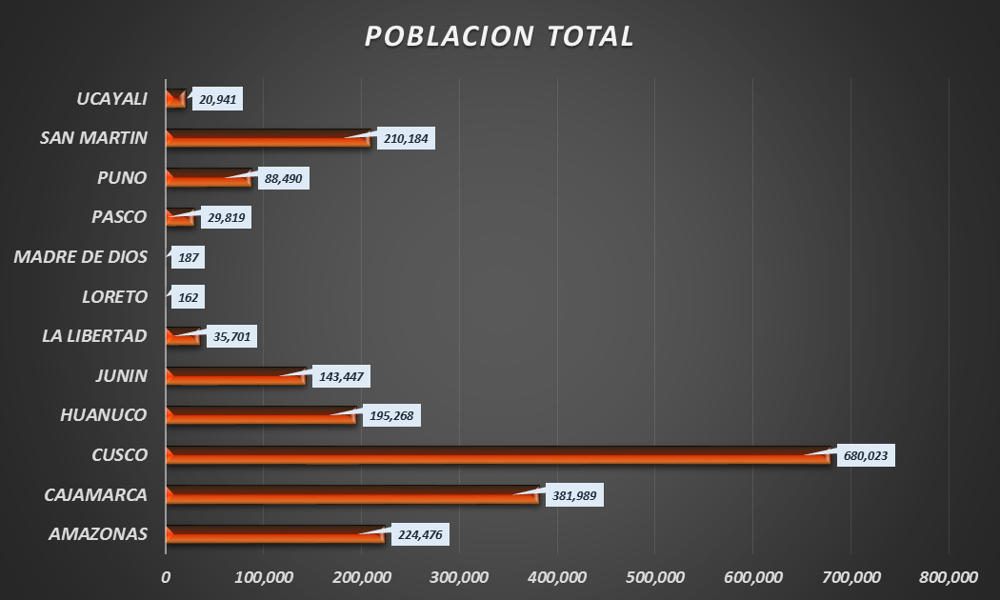 POBLACION TOTAL
UCAYALI 20,941
SAN MARTIN 210,184
PUNO 88,490
PASCO 29,819
MADRE DE DIOS 187
LORETO 162
LA LIBERTAD 35,701
JUNIN 143,447
HUANUCO 195,268
CUSCO 680,023
CAJAMARCA 381,989
AMAZONAS 224,476
0 100,000 200,000 300,000 400,000 500,000 600,000 700,000 800,000